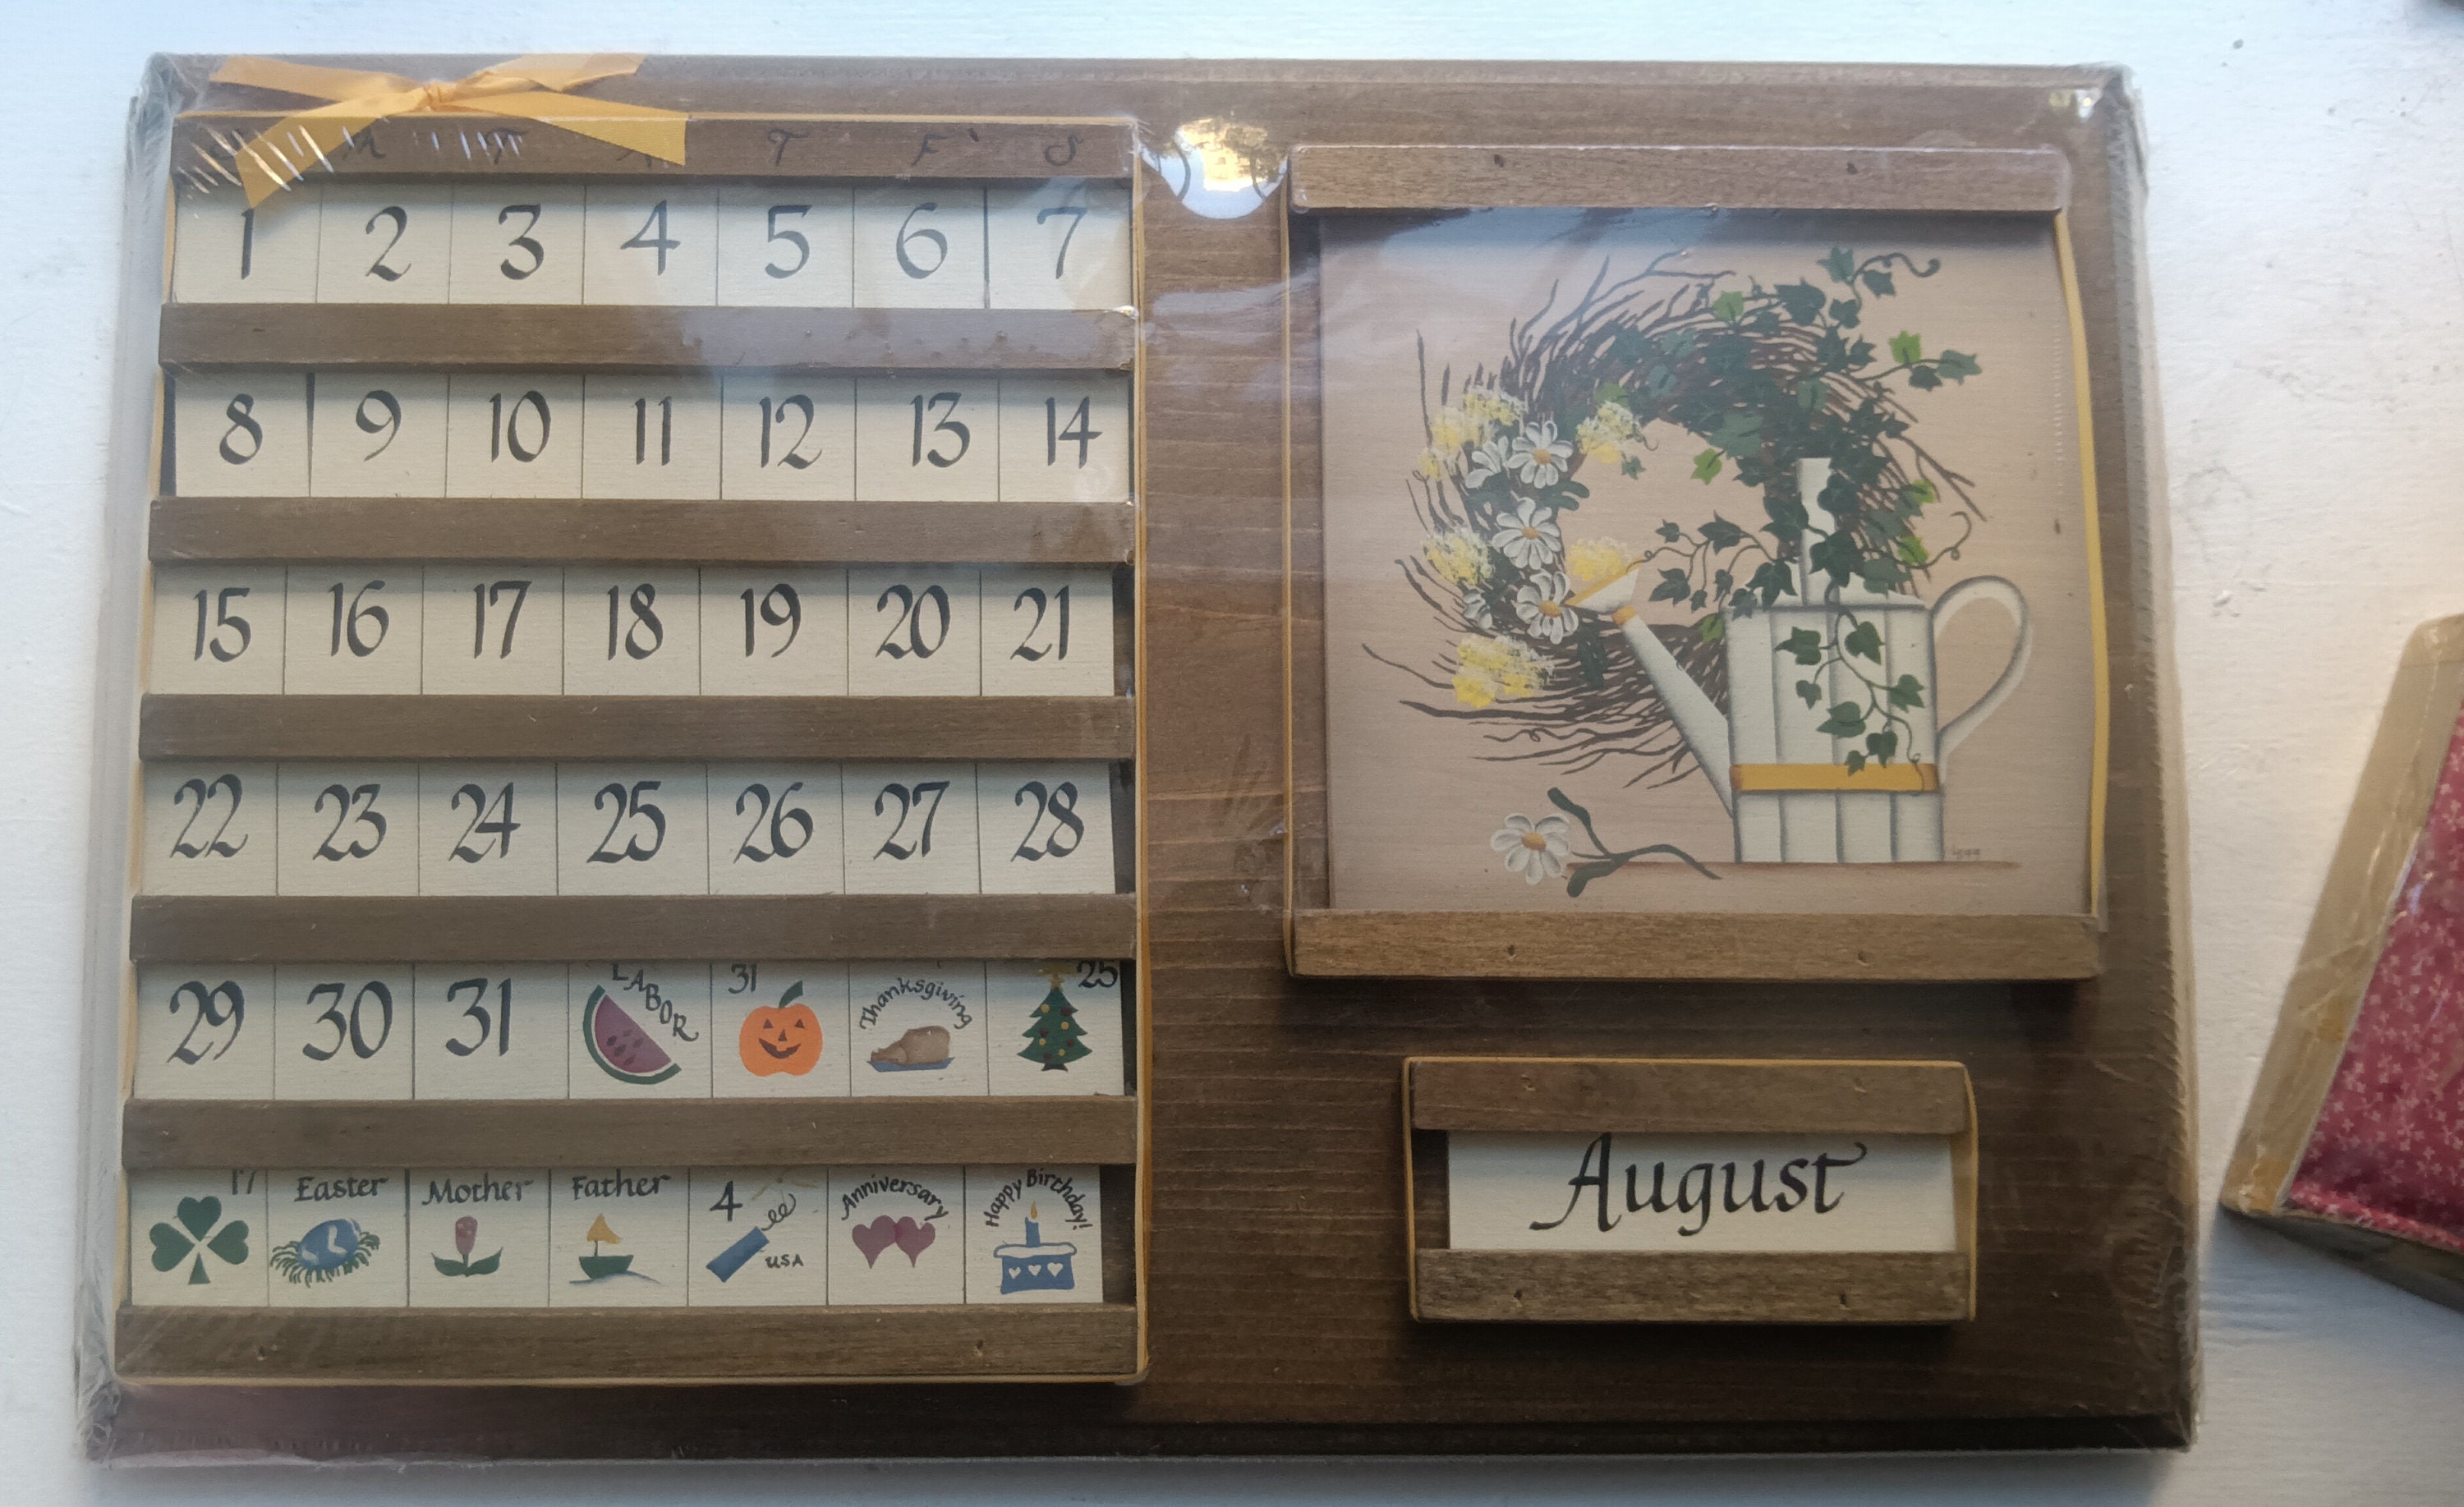 M T T F S
1 2 3 4 5 6 7
8 9 10 11 12 13 14
15 16 17 18 19 20 21
22 23 24 25 26 27 28
29 30 31 LABOR 31 Thanksgiving 25
17 Easter Mother Father 4 USA Anniversary Happy Birthday!
August